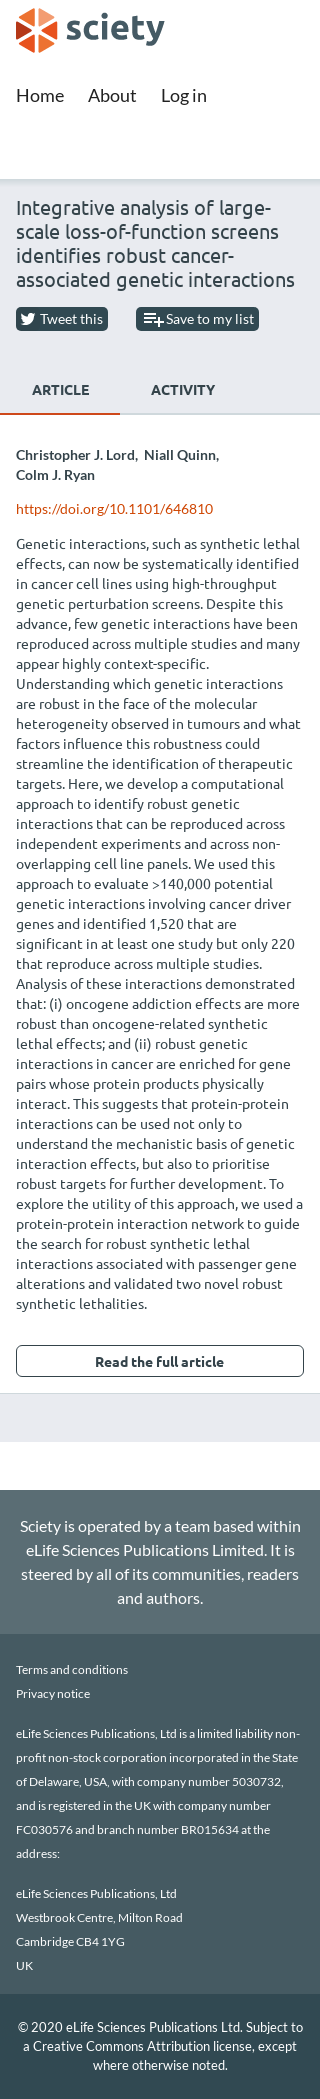 sciety
Home About Log in
Integrative analysis of large-
scale loss-of-function screens
identifies robust cancer-
associated genetic interactions
Tweet this Save to my list
ARTICLE ACTIVITY
Christopher J. Lord, Niall Quinn,
Colm J. Ryan
https://doi.org/10.1101/646810
Genetic interactions, such as synthetic lethal
effects, can now be systematically identified
in cancer cell lines using high-throughput
genetic perturbation screens. Despite this
advance, few genetic interactions have been
reproduced across multiple studies and many
appear highly context-specific.
Understanding which genetic interactions
are robust in the face of the molecular
heterogeneity observed in tumours and what
factors influence this robustness could
streamline the identification of therapeutic
targets. Here, we develop a computational
approach to identify robust genetic
interactions that can be reproduced across
independent experiments and across non-
overlapping cell line panels. We used this
approach to evaluate >140,000 potential
genetic interactions involving cancer driver
genes and identified 1,520 that are
significant in at least one study but only 220
that reproduce across multiple studies.
Analysis of these interactions demonstrated
that: (i) oncogene addiction effects are more
robust than oncogene-related synthetic
lethal effects; and (ii) robust genetic
interactions in cancer are enriched for gene
pairs whose protein products physically
interact. This suggests that protein-protein
interactions can be used not only to
understand the mechanistic basis of genetic
interaction effects, but also to prioritise
robust targets for further development. To
explore the utility of this approach, we used a
protein-protein interaction network to guide
the search for robust synthetic lethal
interactions associated with passenger gene
alterations and validated two novel robust
synthetic lethalities.
Read the full article
Sciety is operated by a team based within
eLife Sciences Publications Limited. It is
steered by all of its communities, readers
and authors.
Terms and conditions
Privacy notice
eLife Sciences Publications, Ltd is a limited liability non-
profit non-stock corporation incorporated in the State
of Delaware, USA, with company number 5030732,
and is registered in the UK with company number
FC030576 and branch number BR015634 at the
address:
eLife Sciences Publications, Ltd
Westbrook Centre, Milton Road
Cambridge CB4 1YG
UK
© 2020 eLife Sciences Publications Ltd. Subject to
a Creative Commons Attribution license, except
where otherwise noted.